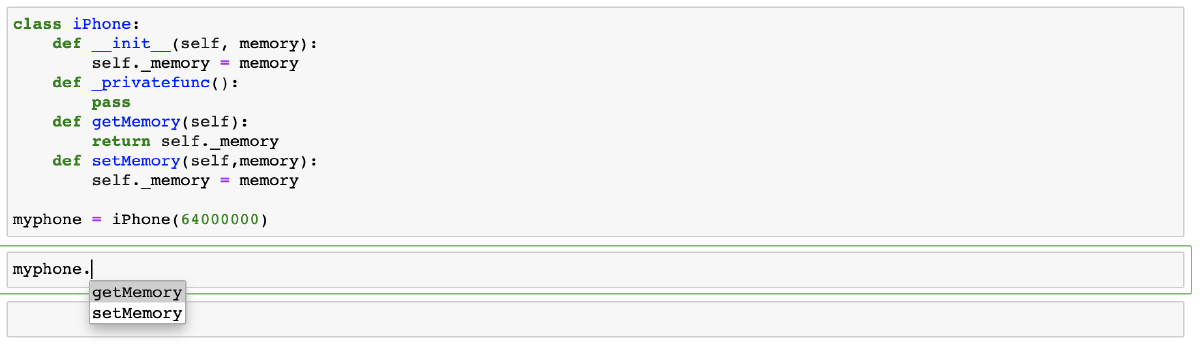 class iPhone:
    def __init__(self, memory):
        self._memory = memory
    def _privatefunc():
        pass
    def getMemory(self):
        return self._memory
    def setMemory(self,memory):
        self._memory = memory

myphone = iPhone(64000000)
myphone.
getMemory
setMemory